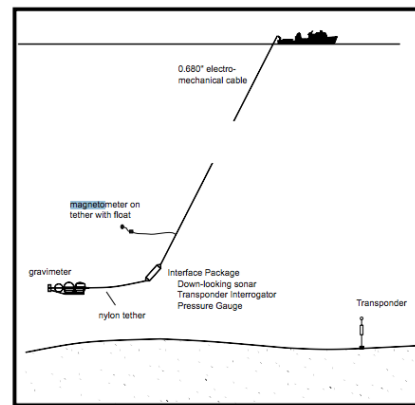 0.680" electro-
mechanical cable
magnetometer on
tether with float
gravimeter
Interface Package
Down-looking sonar
Transponder Interrogator
Pressure Gauge
nylon tether
Transponder